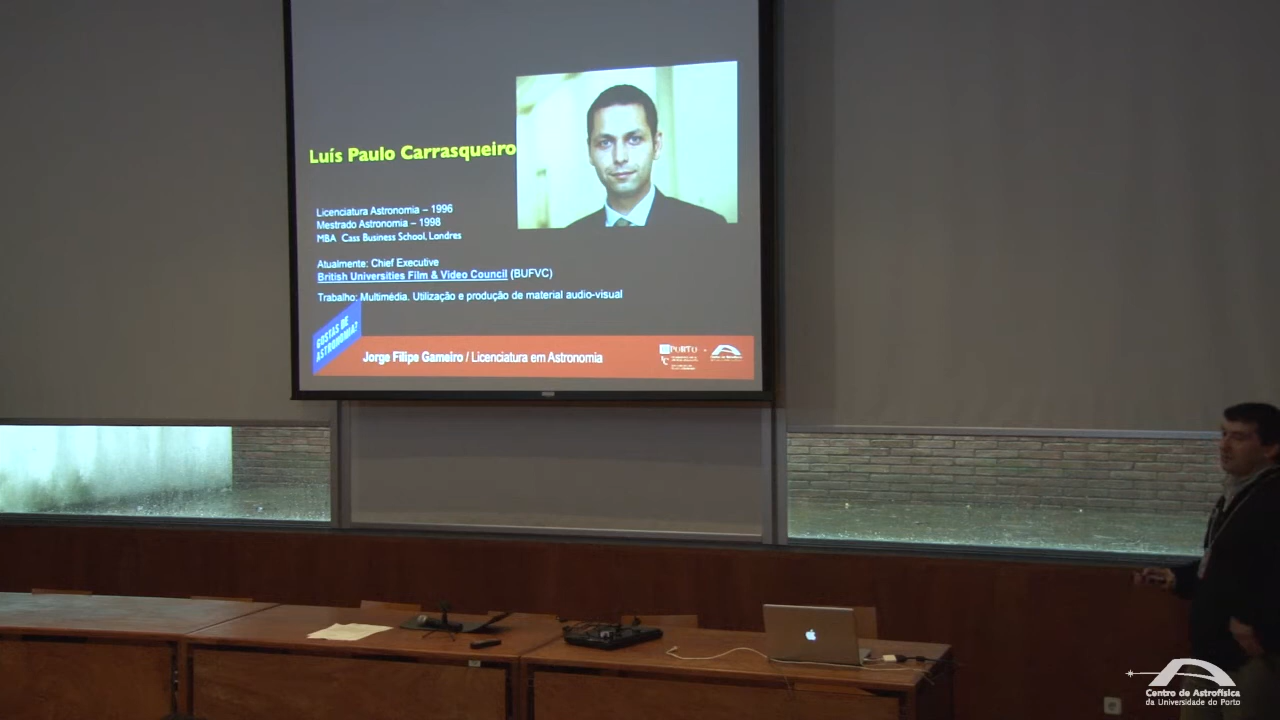 Luís Paulo Carrasqueiro
Licenciatura Astronomia – 1996
Mestrado Astronomia – 1998
MBA Cass Business School, Londres
Atualmente: Chief Executive
British Universities Film & Video Council (BUFVC)
Trabalho: Multimédia. Utilização e produção de material audio-visual
GOSTAS DE
ASTRONOMIA?
Jorge Filipe Gameiro / Licenciatura em Astronomia
PORTO
Centro de Astrofísica
da Universidade do Porto